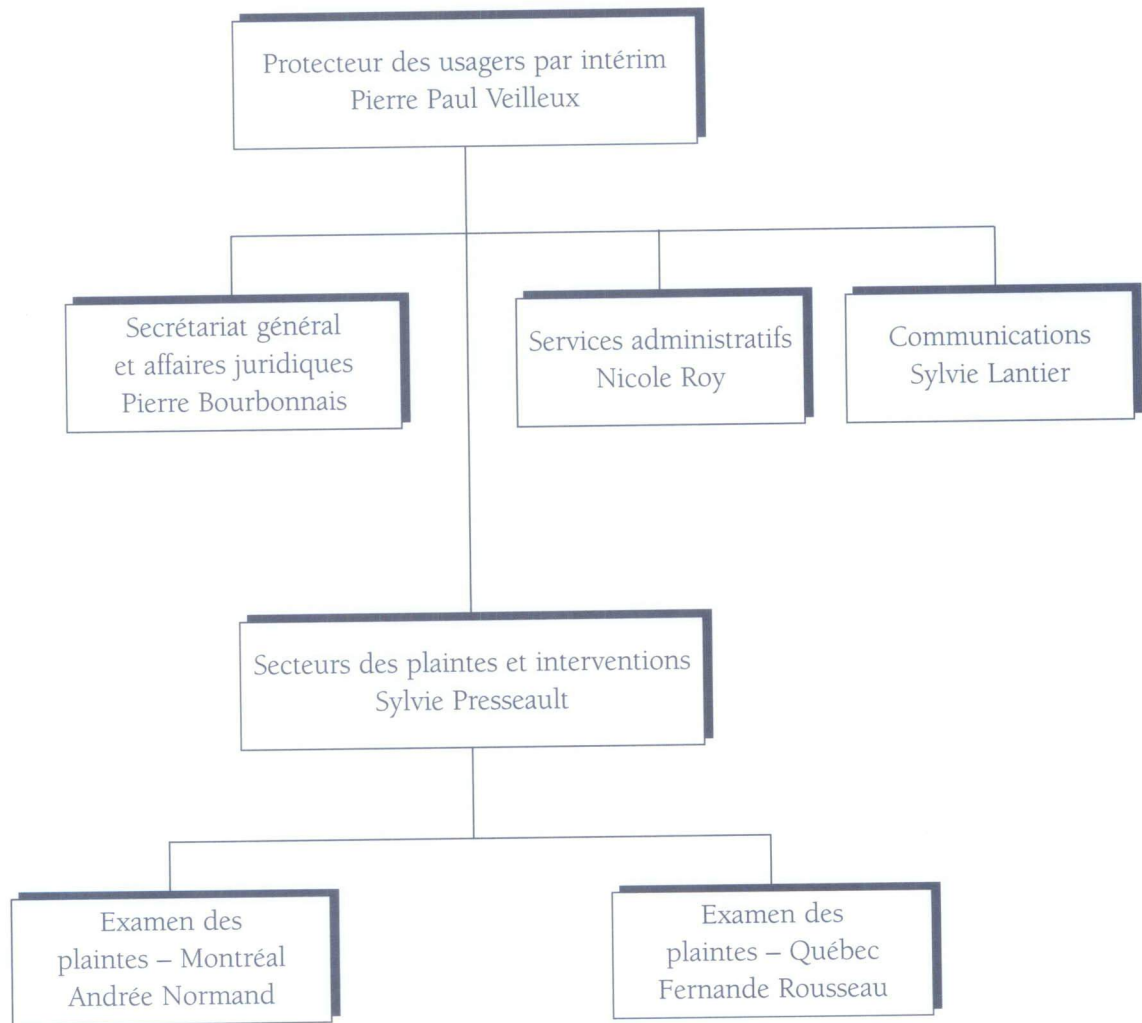 Protecteur des usagers par intérim
Pierre Paul Veilleux
Secrétariat général
et affaires juridiques
Pierre Bourbonnais
Services administratifs
Nicole Roy
Communications
Sylvie Lantier
Secteurs des plaintes et interventions
Sylvie Presseault
Examen des
plaintes – Montréal
Andrée Normand
Examen des
plaintes – Québec
Fernande Rousseau